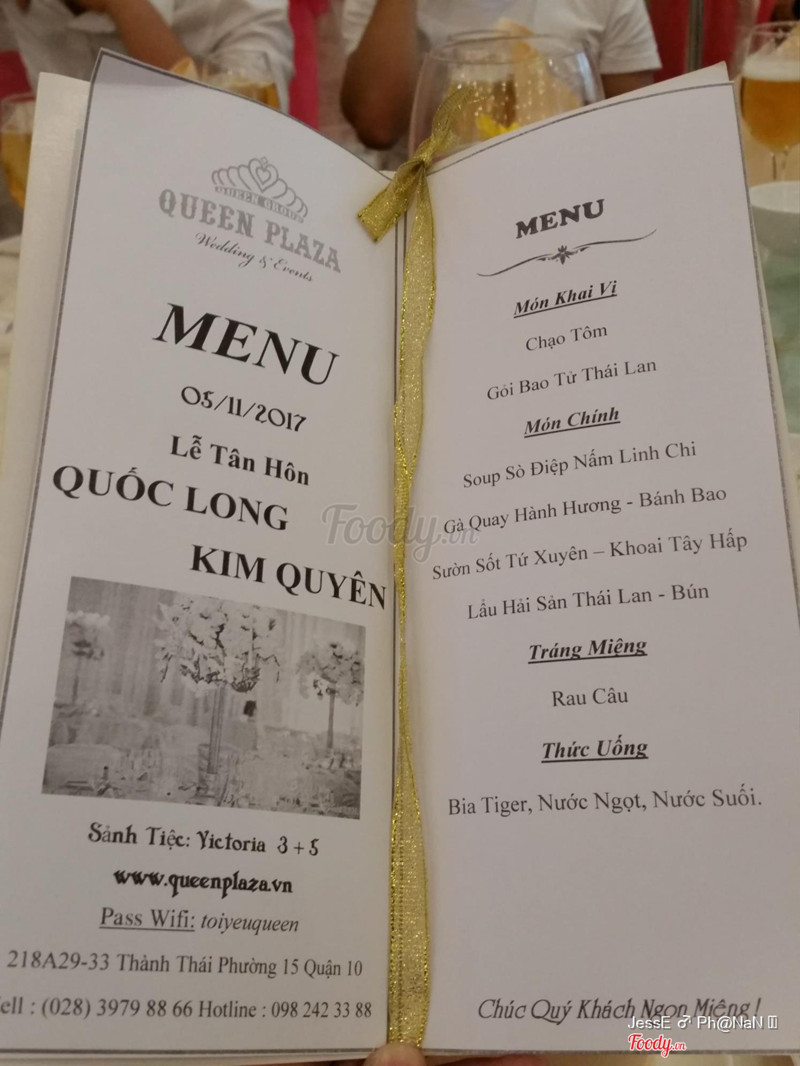 QUEEN GROUP
QUEEN PLAZA
Wedding & Events
MENU
05/11/2017
Lễ Tân Hôn
QUỐC LONG
KIM QUYÊN
Sảnh Tiệc: Victoria 3+5
www.queenplaza.vn
Pass Wifi: toiyeuqueen
218A29-33 Thành Thái Phường 15 Quận 10
ell : (028) 3979 88 66 Hotline : 098 242 33 88
MENU
Món Khai Vị
Chạo Tôm
Gỏi Bao Tử Thái Lan
Món Chính
Soup Sò Điệp Nấm Linh Chi
Gà Quay Hành Hương - Bánh Bao
Sườn Sốt Tứ Xuyên – Khoai Tây Hấp
Lẩu Hải Sản Thái Lan - Bún
Tráng Miệng
Rau Câu
Thức Uống
Bia Tiger, Nước Ngọt, Nước Suối.
Chúc Quý Khách Ngon Miệng!
Foody.vn
JessE ♂ Ph@NaN
Foody.vn